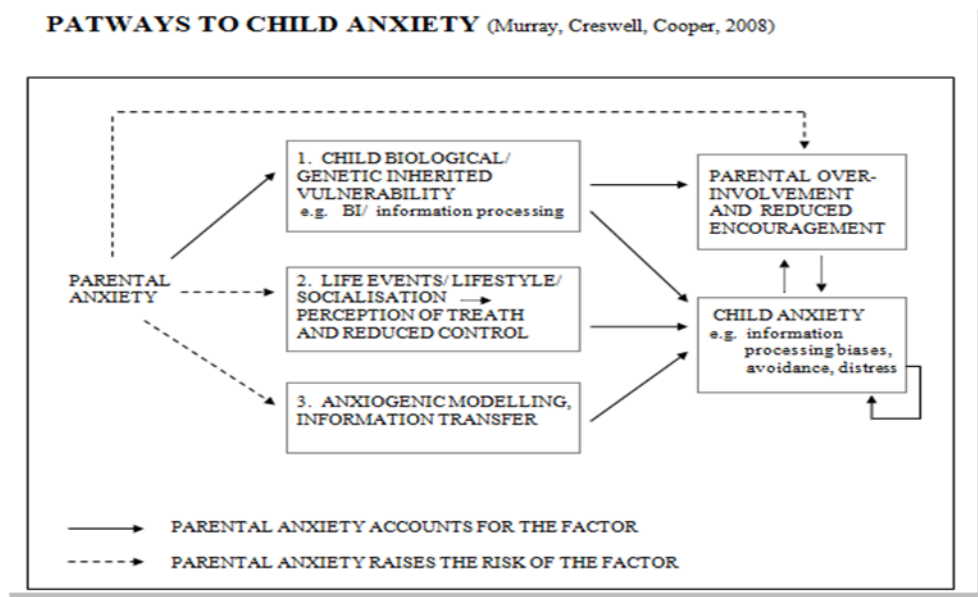 PATWAYS TO CHILD ANXIETY (Murray, Creswell, Cooper, 2008)
1. CHILD BIOLOGICAL/
GENETIC INHERITED
VULNERABILITY
e.g. BI/ information processing
PARENTAL OVER-
INVOLVEMENT
AND REDUCED
ENCOURAGEMENT
PARENTAL
ANXIETY
2. LIFE EVENTS/LIFESTYLE/
SOCIALISATION
PERCEPTION OF TREATH
AND REDUCED CONTROL
CHILD ANXIETY
e.g. information
processing biases,
avoidance, distress
3. ANXIOGENIC MODELLING,
INFORMATION TRANSFER
PARENTAL ANXIETY ACCOUNTS FOR THE FACTOR
PARENTAL ANXIETY RAISES THE RISK OF THE FACTOR